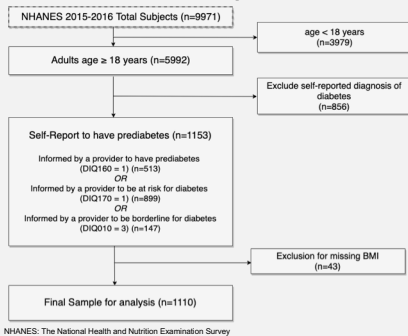 NHANES 2015-2016 Total Subjects (n=9971)
age < 18 years
(n=3979)
Adults age ≥ 18 years (n=5992)
Exclude self-reported diagnosis of
diabetes
(n=856)
Self-Report to have prediabetes (n=1153)
Informed by a provider to have prediabetes
(DIQ160 = 1) (n=513)
OR
Informed by a provider to be at risk for diabetes
(DIQ170 = 1) (n=899)
OR
Informed by a provider to be borderline for diabetes
(DIQ010 = 3) (n=147)
Exclusion for missing BMI
(n=43)
Final Sample for analysis (n=1110)
NHANES: The National Health and Nutrition Examination Survey